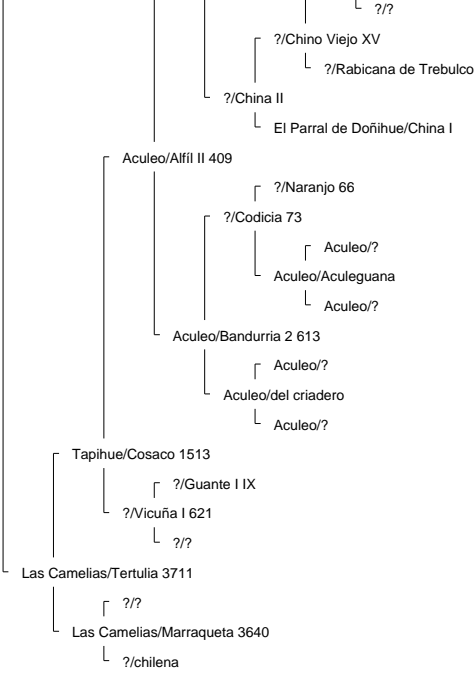 ?/?
?/Chino Viejo XV
?/Rabicana de Trebulco
?/China II
El Parral de Doñihue/China I
Aculeo/Alfíl II 409
?/Naranjo 66
?/Codicia 73
Aculeo/?
Aculeo/Aculeguana
Aculeo/?
Aculeo/Bandurria 2 613
Aculeo/?
Aculeo/del criadero
Aculeo/?
Tapihue/Cosaco 1513
?/Guante I IX
?/Vicuña I 621
?/?
Las Camelias/Tertulia 3711
?/?
Las Camelias/Marraqueta 3640
?/chilena